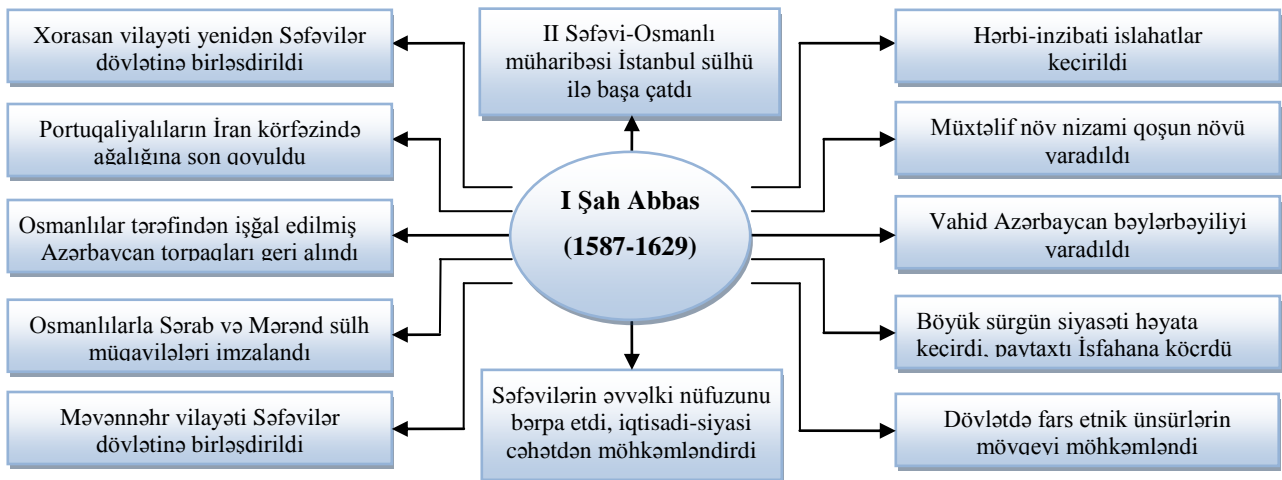 Xorasan vilayəti yenidən Səfəvilər
dövlətinə birləşdirildi
Portuqaliyalıların İran körfəzində
ağalığına son qoyuldu
Osmanlılar tərəfindən işğal edilmiş
Azərbaycan torpaqları geri alındı
Osmanlılarla Sərab və Mərənd sülh
müqavilələri imzalandı
Məvənnəhr vilayəti Səfəvilər
dövlətinə birləşdirildi
II Səfəvi-Osmanlı
müharibəsi İstanbul sülhü
ilə başa çatdı
I Şah Abbas
(1587-1629)
Səfəvilərin əvvəlki nüfuzunu
bərpa etdi, iqtisadi-siyasi
cəhətdən möhkəmləndirdi
Hərbi-inzibati islahatlar
keçirildi
Müxtəlif növ nizami qoşun növü
yaradıldı
Vahid Azərbaycan bəylərbəyiliyi
yaradıldı
Böyük sürgün siyasəti həyata
keçirdi, paytaxtı İsfahana köçrdü
Dövlətdə fars etnik ünsürlərin
mövqeyi möhkəmləndi